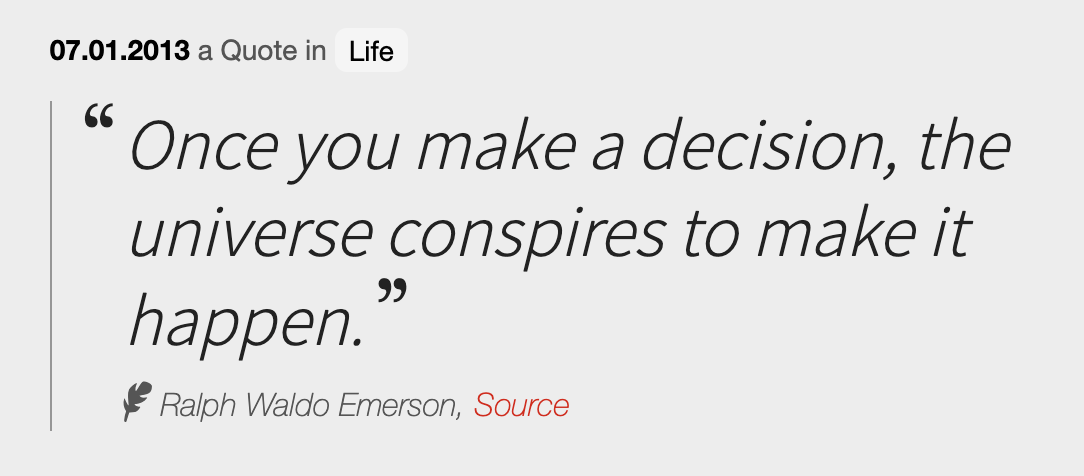 07.01.2013 a Quote in Life
“Once you make a decision, the
universe conspires to make it
happen.”
Ralph Waldo Emerson, Source